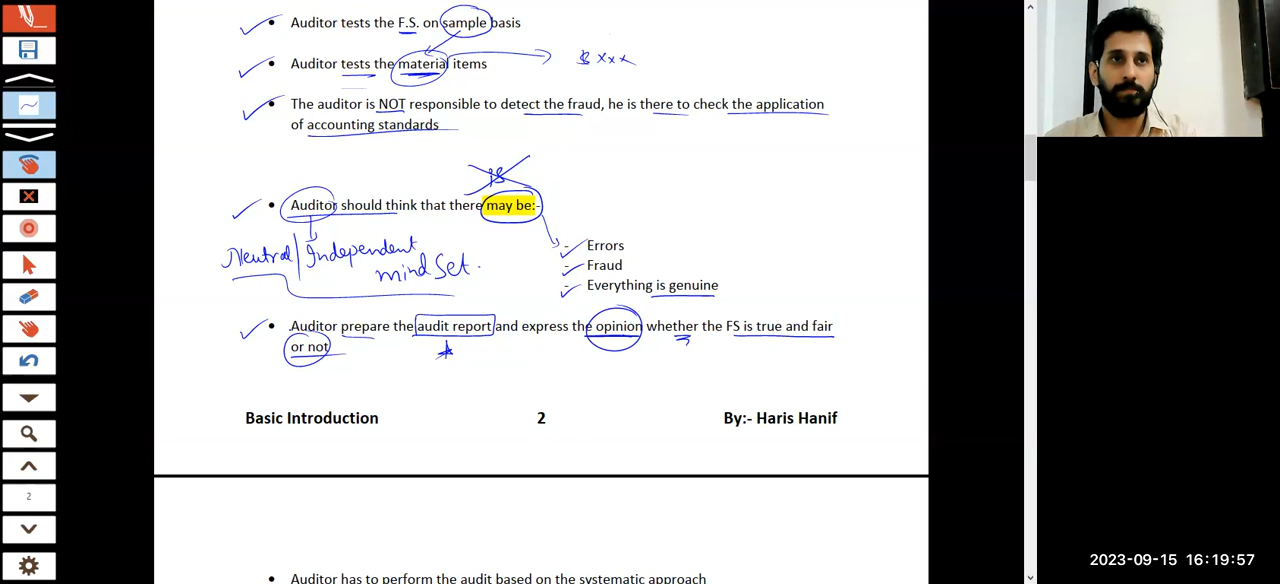 Auditor tests the F.S. on sample basis
Auditor tests the material items
$ xxx
The auditor is NOT responsible to detect the fraud, he is there to check the application
of accounting standards
is
Auditor should think that there may be:-
Neutral / Independent
mind Set.
- Errors
- Fraud
- Everything is genuine
.Auditor prepare the audit report and express the opinion whether the FS is true and fair
or not
Basic Introduction 2 By:- Haris Hanif
Auditor has to perform the audit based on the systematic approach
2
2023-09-15 16:19:57